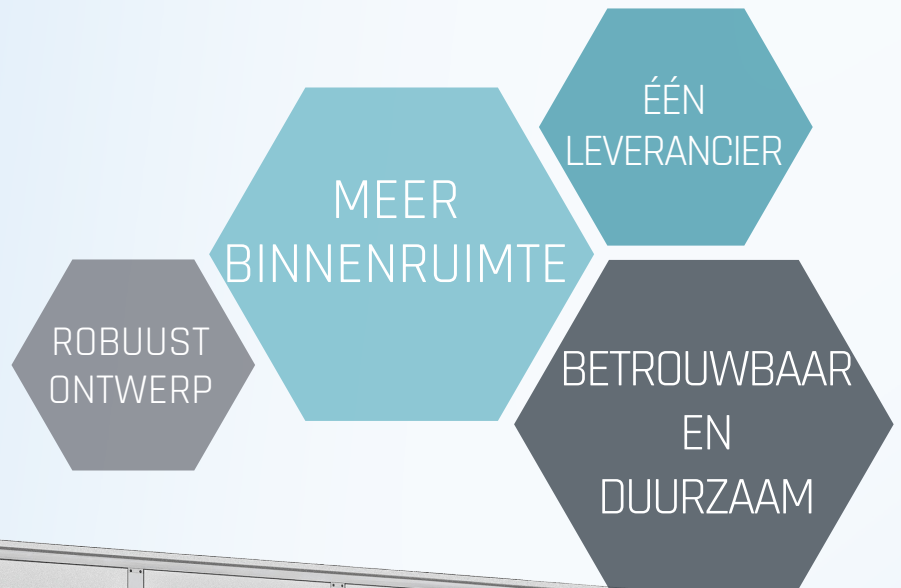 ÉÉN
LEVERANCIER
MEER
BINNENRUIMTE
ROBUUST
ONTWERP
BETROUWBAAR
EN
DUURZAAM